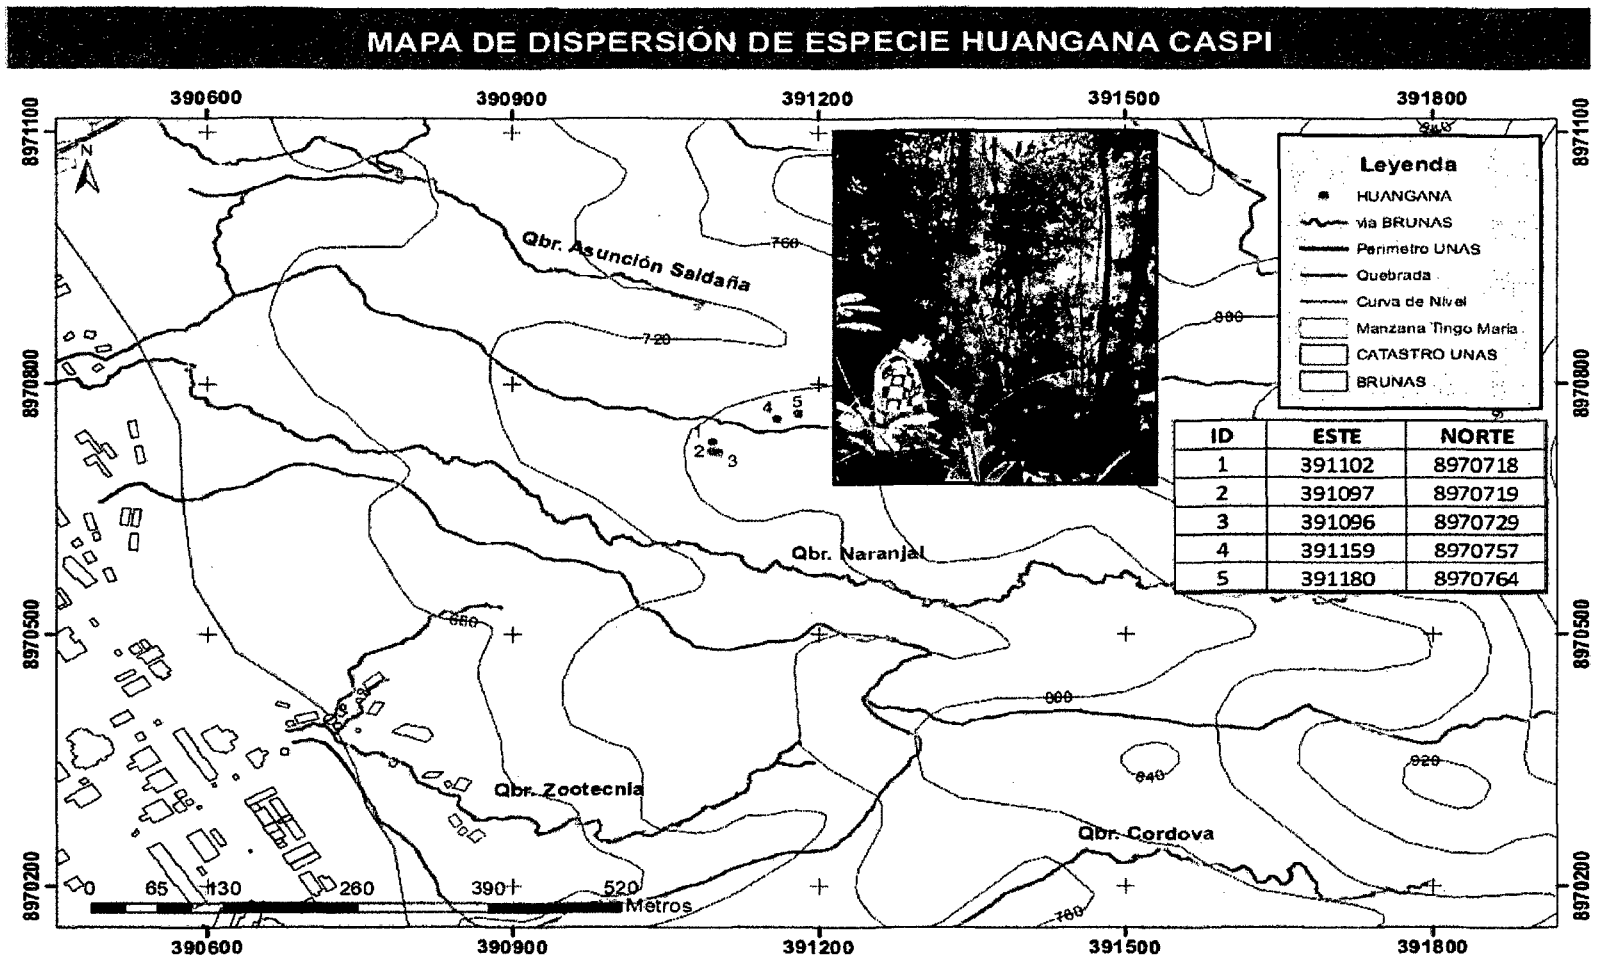 MAPA DE DISPERSIÓN DE ESPECIE HUANGANA CASPI
390600 390900 391200 391500 391800
8971100 8971100
N
840
Leyenda
HUANGANA
via BRUNAS
Perimetro UNAS
Quebrada
Curva de Nivel
Manzana Tingo Maria
CATASTRO UNAS
BRUNAS
Qbr. Asunción Saldaña
760
880
720
8970800 8970800
4 5
1
2 3
ID ESTE NORTE
1 391102 8970718
2 391097 8970719
3 391096 8970729
4 391159 8970757
5 391180 8970764
Qbr. Naranjal
8970500 8970500
680
800
920
840
Qbr. Zootecnia
Qbr. Cordova
8970200 8970200
0 65 130 260 390 520
Metros
760
390600 390900 391200 391500 391800